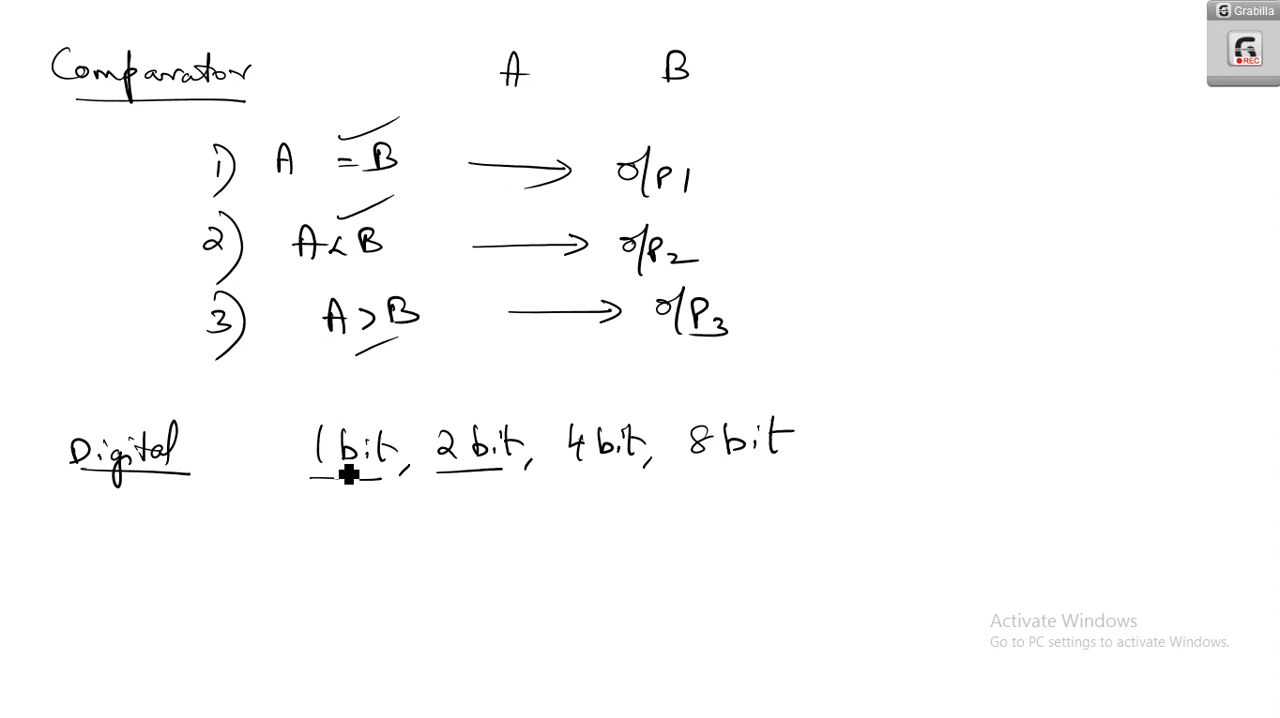 Grabilla
REC
Comparator A B
1) A = B → o/p 1
2) A < B → o/p 2
3) A > B → o/p 3
Digital 1 bit, 2 bit, 4 bit, 8 bit
Activate Windows
Go to PC settings to activate Windows.